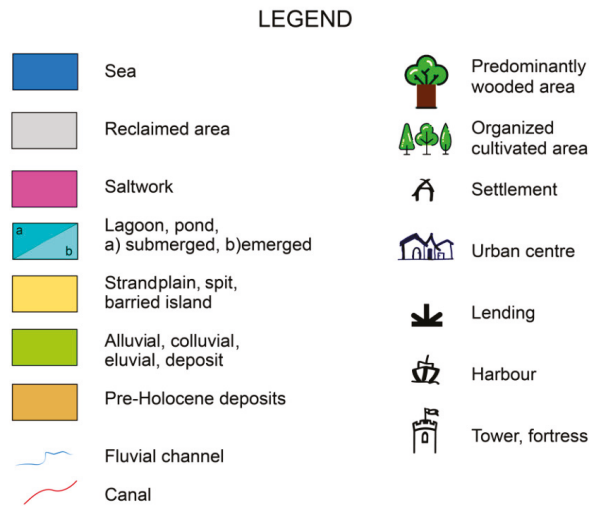 LEGEND
Sea
Reclaimed area
Saltwork
a
b
Lagoon, pond,
a) submerged, b)emerged
Strandplain, spit,
barried island
Alluvial, colluvial,
eluvial, deposit
Pre-Holocene deposits
Fluvial channel
Canal
Predominantly
wooded area
Organized
cultivated area
Settlement
Urban centre
Lending
Harbour
Tower, fortress